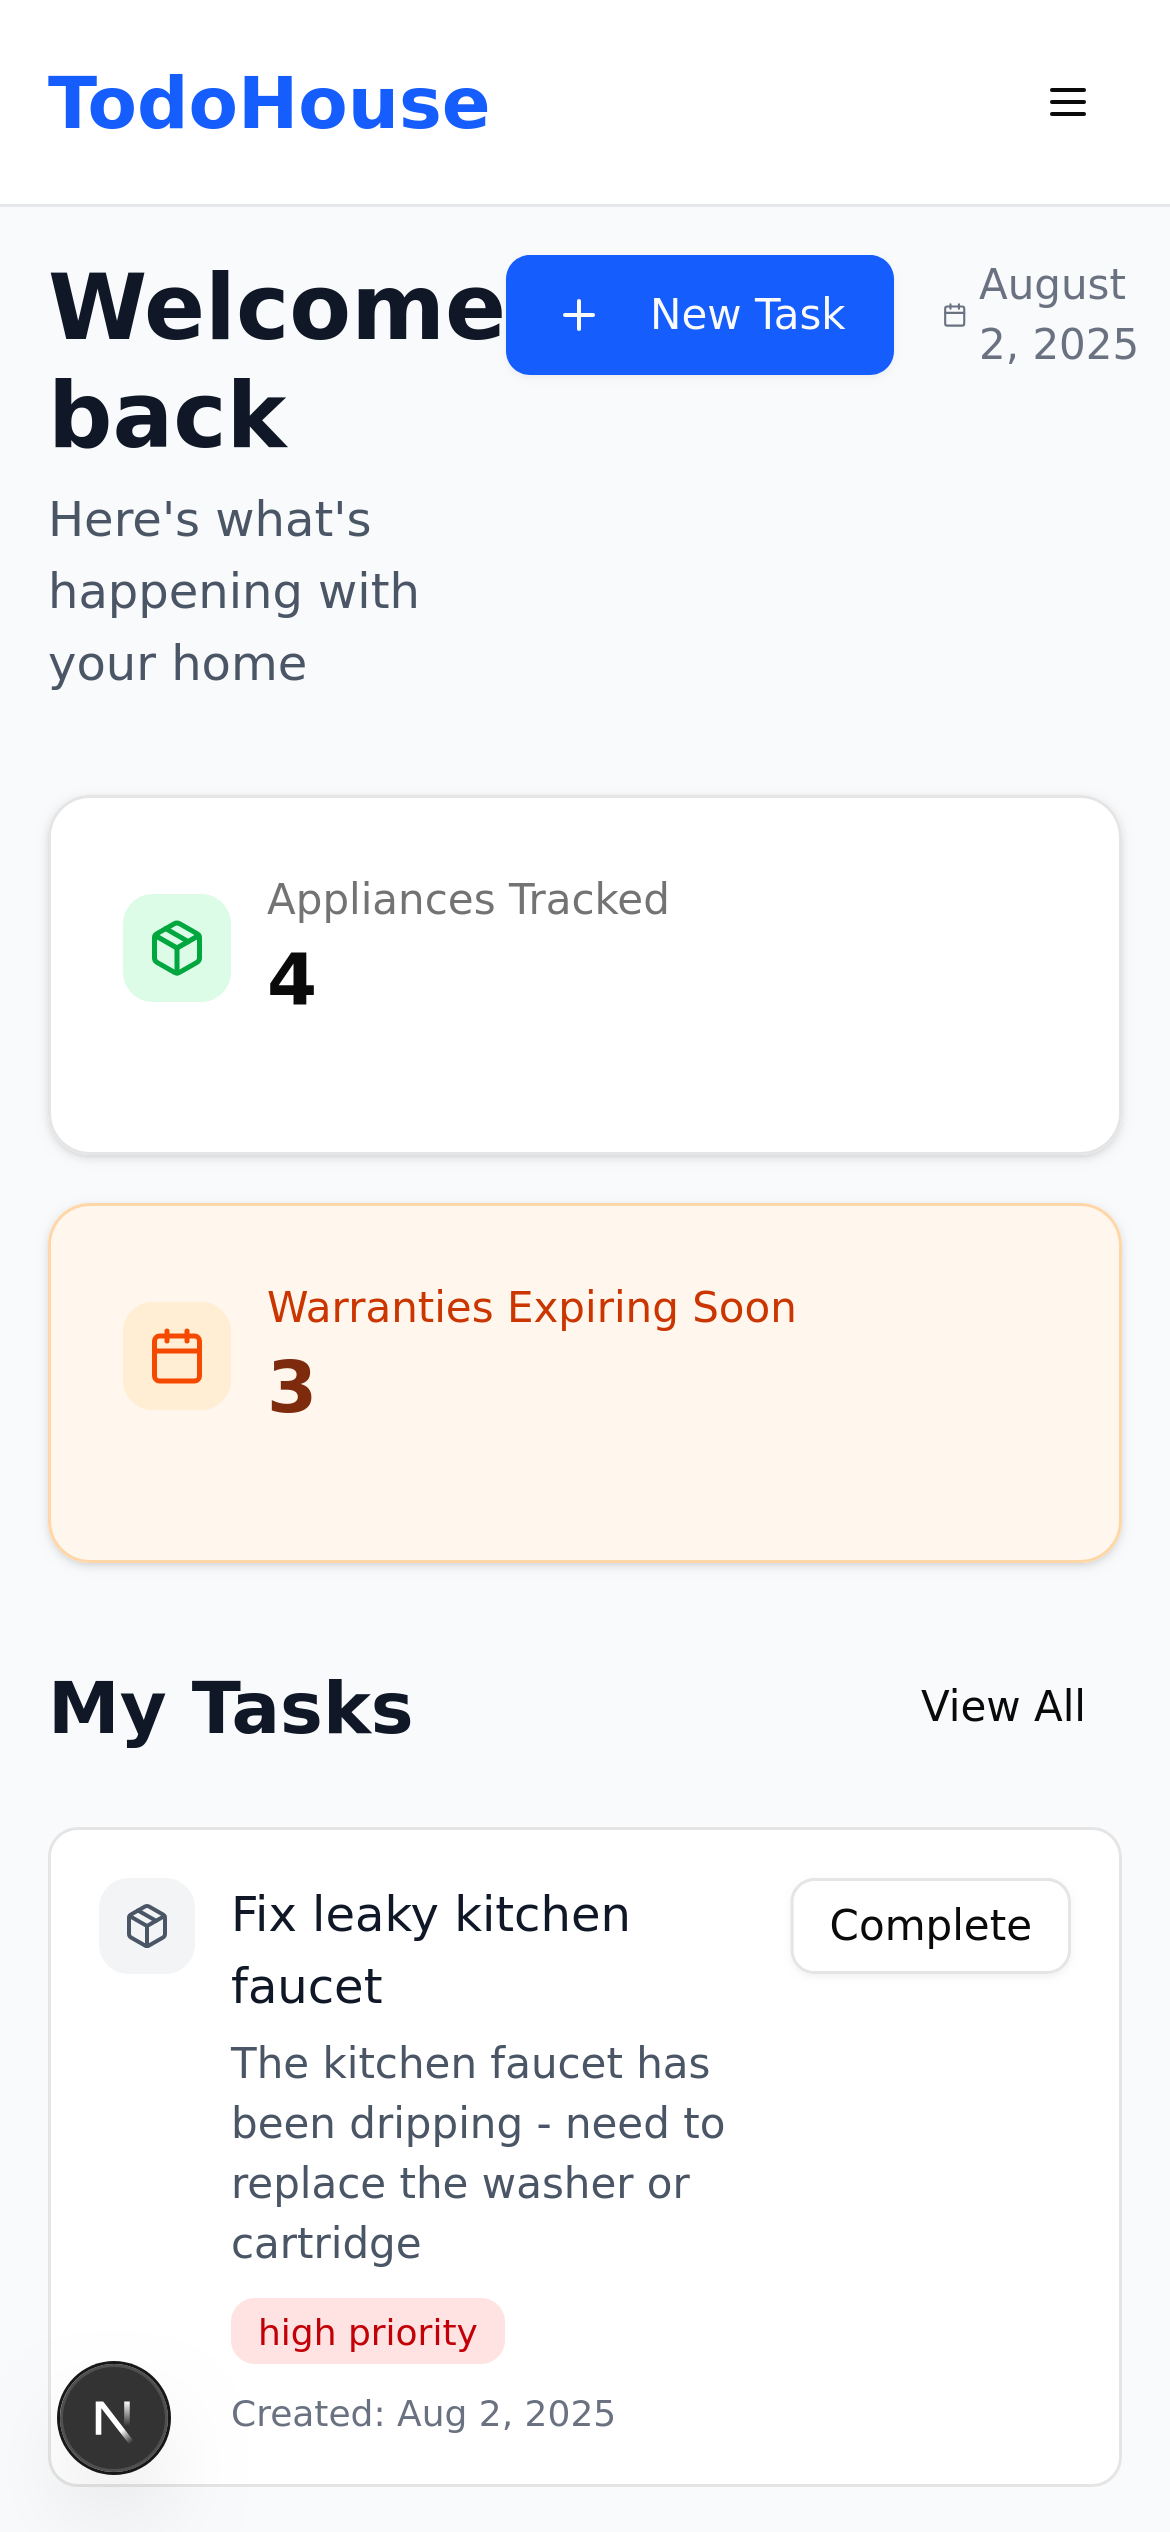 TodoHouse
Welcome
back
New Task
August
2, 2025
Here's what's
happening with
your home
Appliances Tracked
4
Warranties Expiring Soon
3
My Tasks
View All
Fix leaky kitchen
faucet
Complete
The kitchen faucet has
been dripping - need to
replace the washer or
cartridge
high priority
Created: Aug 2, 2025
N